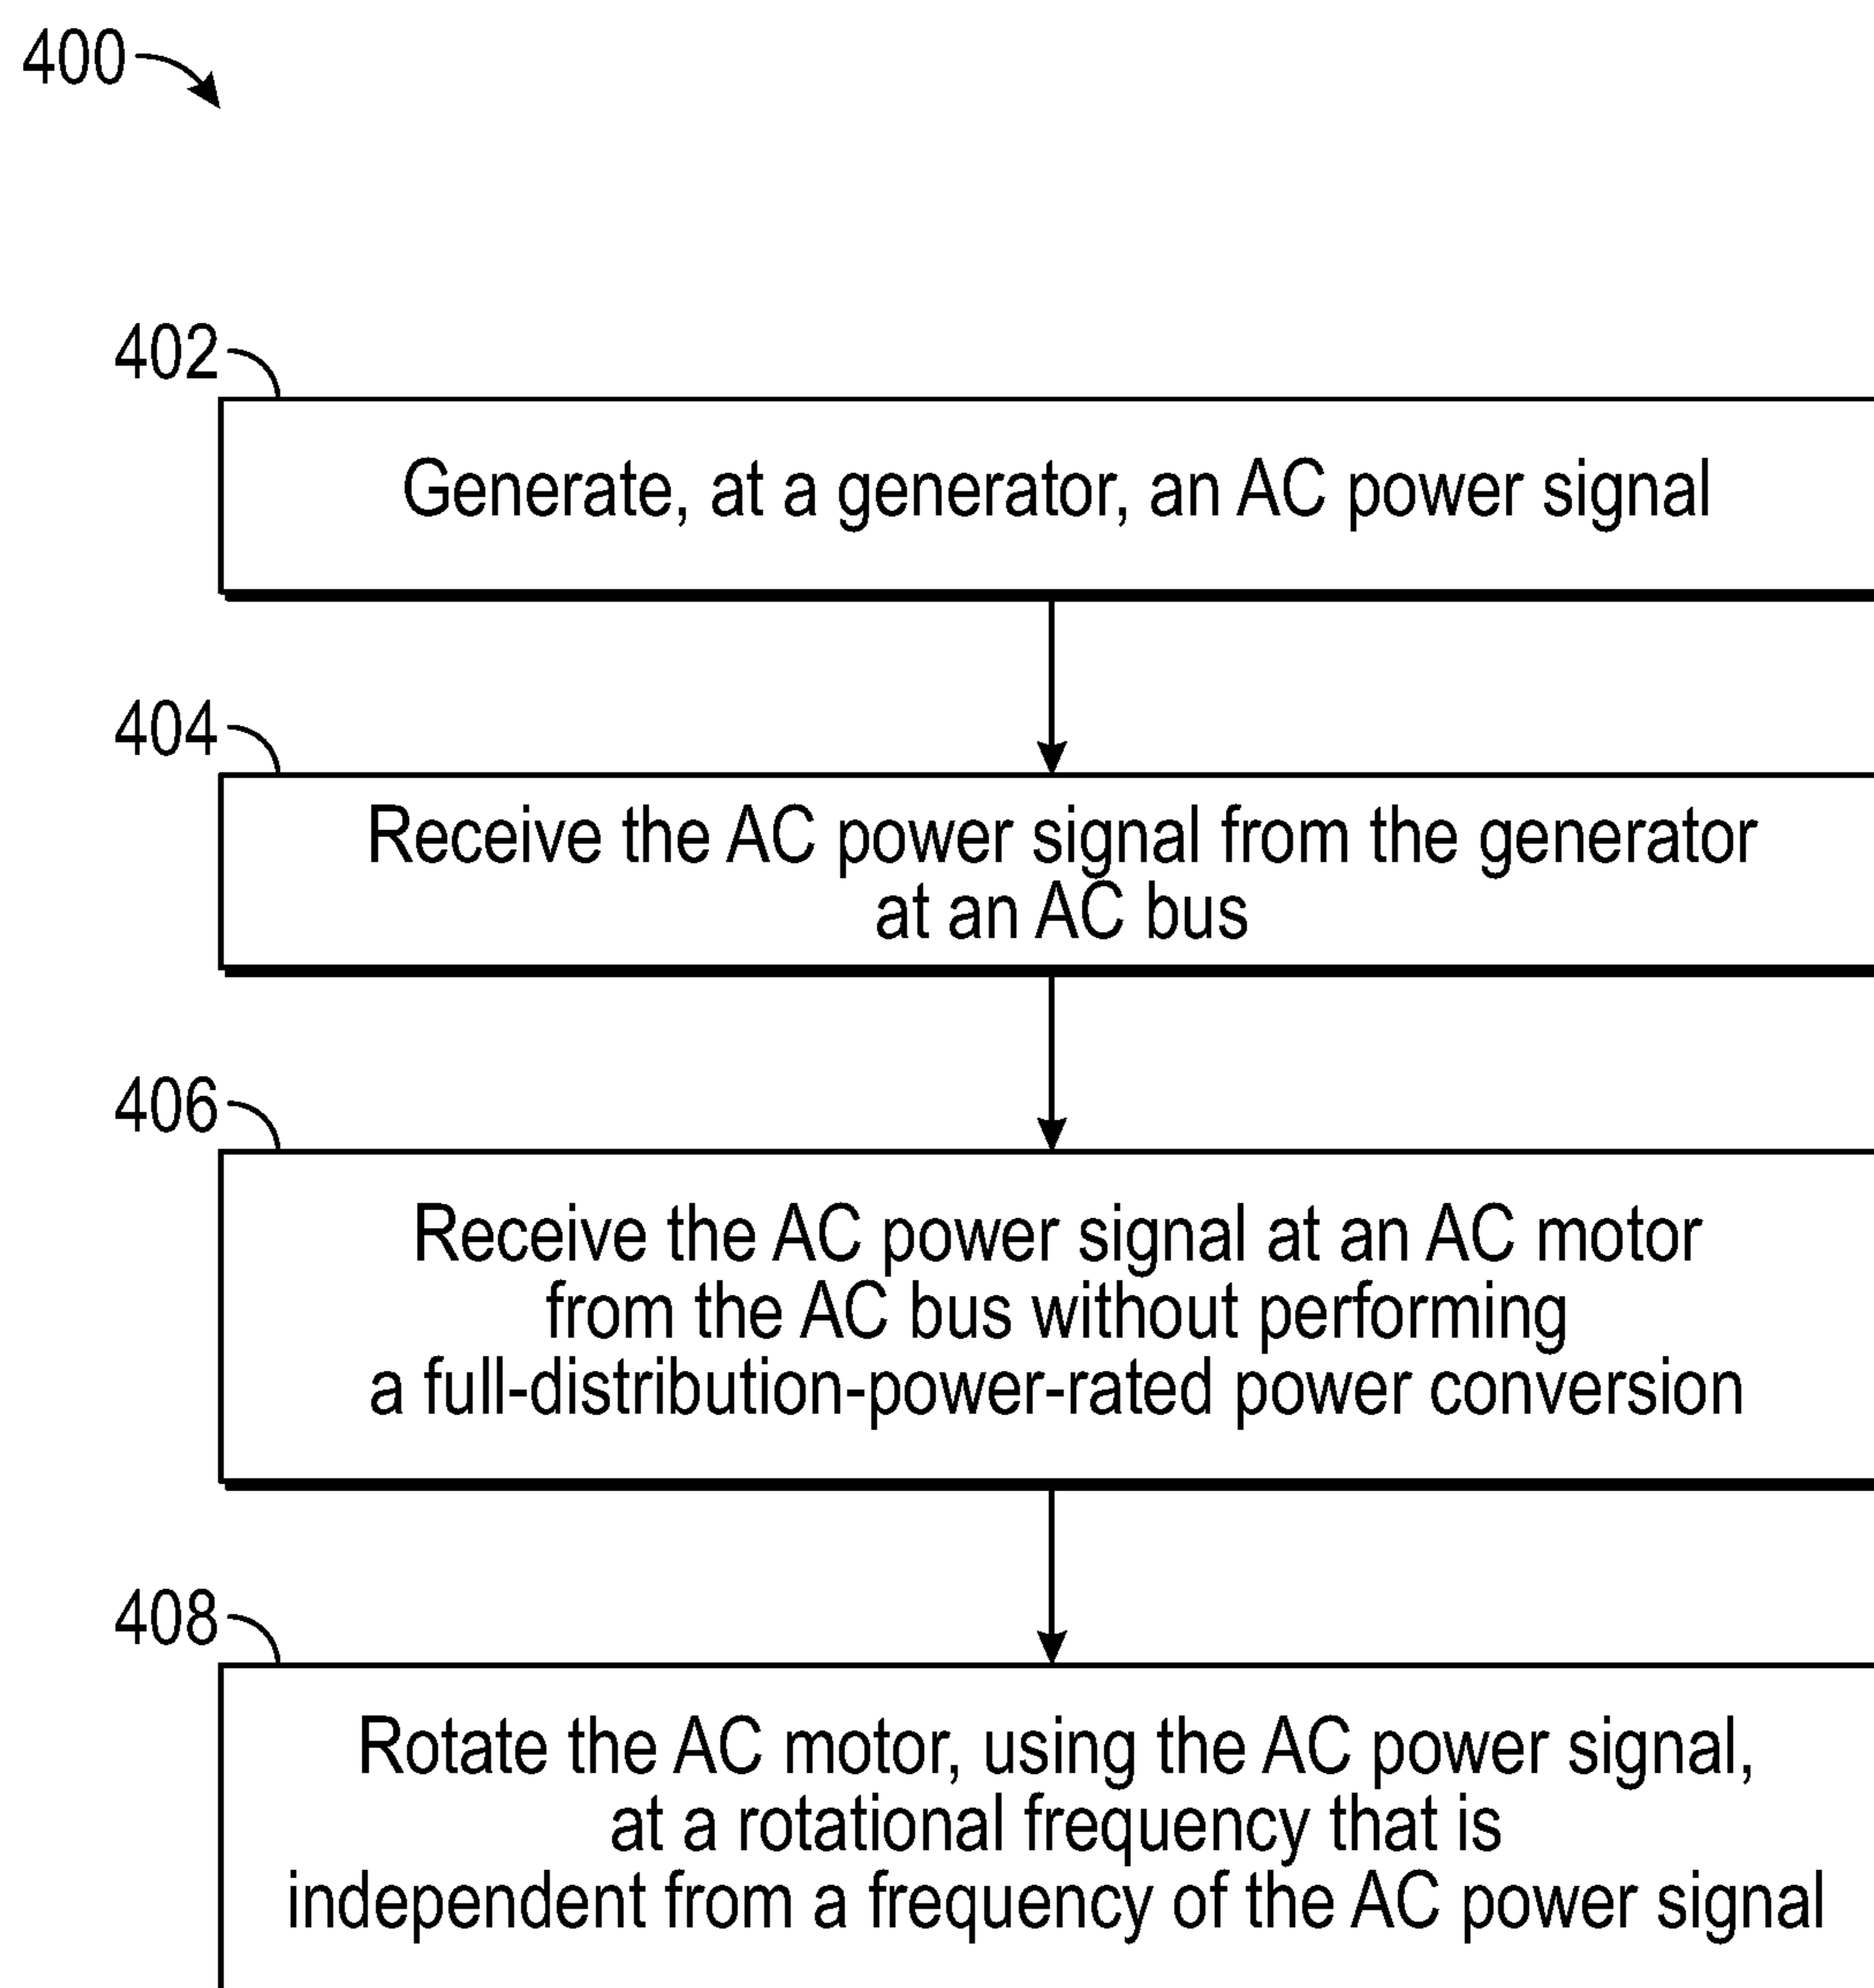 400
402
Generate, at a generator, an AC power signal
404
Receive the AC power signal from the generator
at an AC bus
406
Receive the AC power signal at an AC motor
from the AC bus without performing
a full-distribution-power-rated power conversion
408
Rotate the AC motor, using the AC power signal,
at a rotational frequency that is
independent from a frequency of the AC power signal